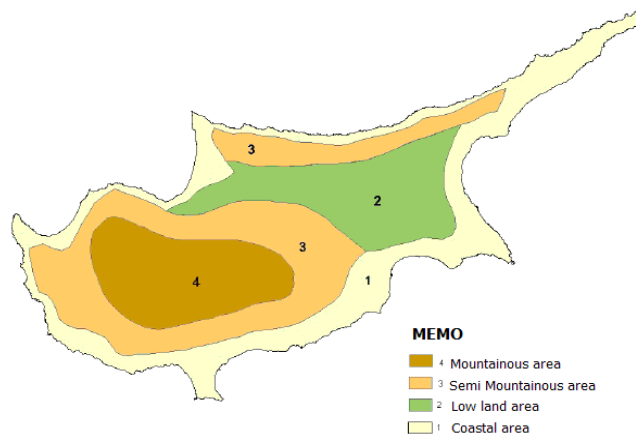 3
2
3
4
1
MEMO
4 Mountainous area
3 Semi Mountainous area
2 Low land area
1 Coastal area